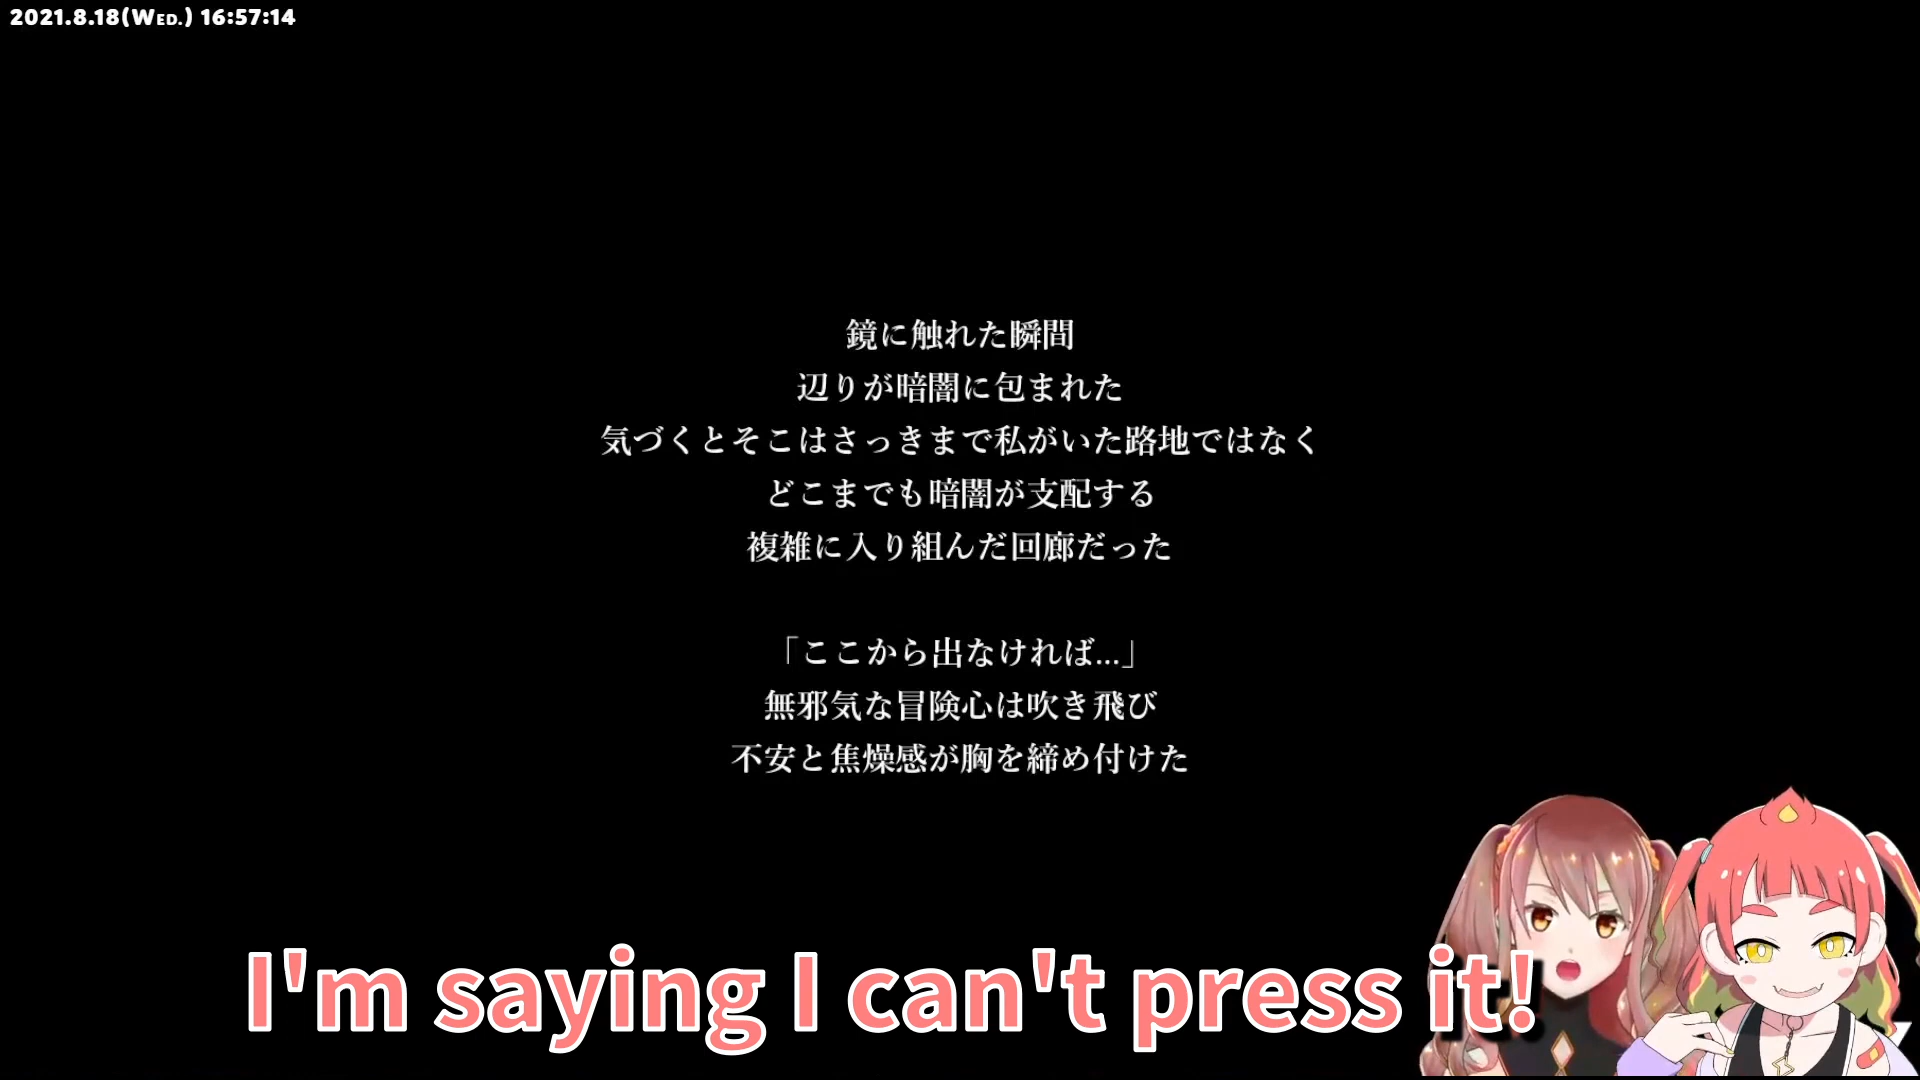 2021.8.18(WED.) 16:57:14
鏡に触れた瞬間
辺りが暗闇に包まれた
気づくとそこはさっきまで私がいた路地ではなく
どこまでも暗闇が支配する
複雑に入り組んだ回廊だった
「ここから出なければ...」
無邪気な冒険心は吹き飛び
不安と焦燥感が胸を締め付けた
I'm saying I can't press it!